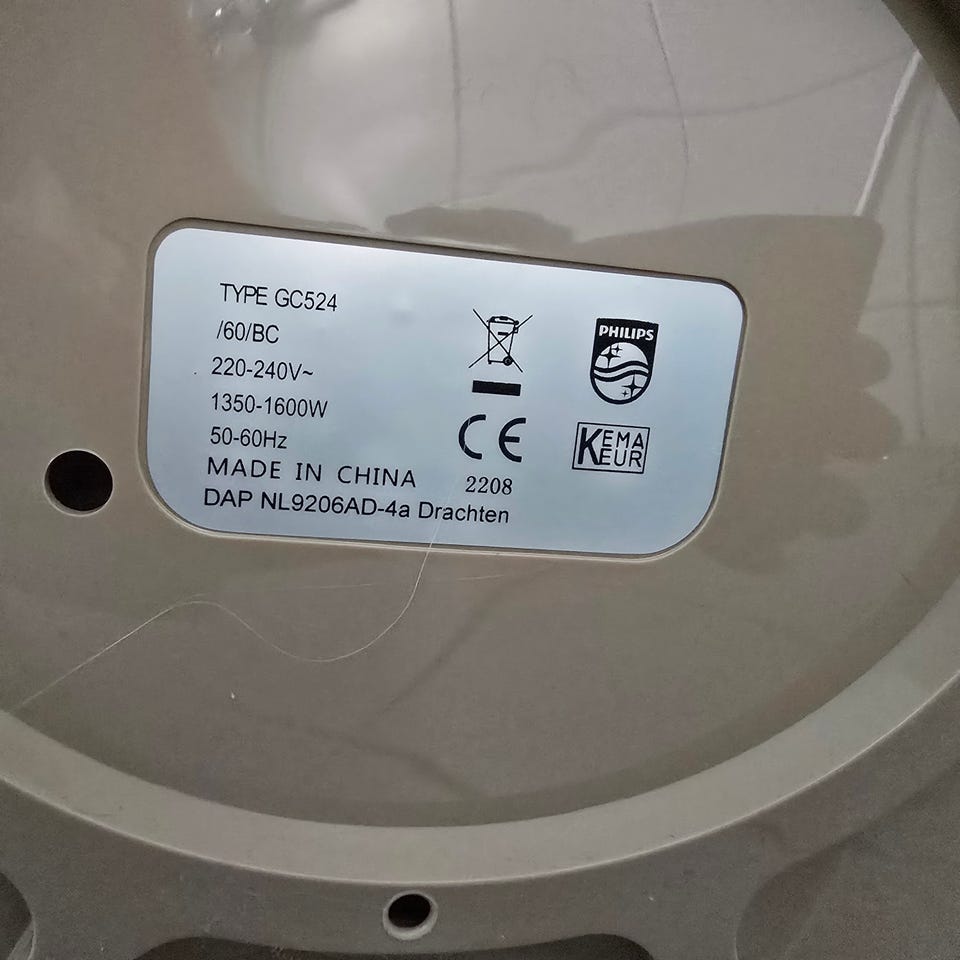 TYPE GC524
/60/BC
220-240V~
1350-1600W
50-60Hz
MADE IN CHINA
DAP NL9206AD-4a Drachten
2208
PHILIPS
KEMA
KEUR
CE